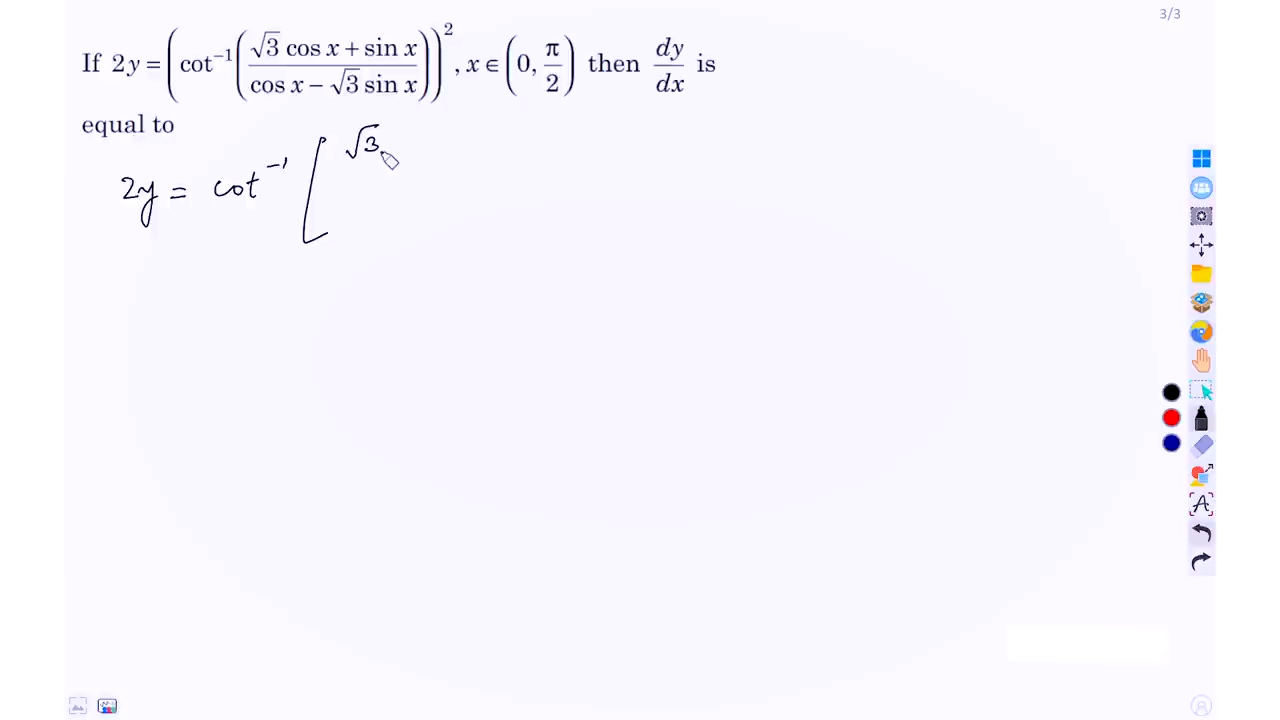 3/3
If 2y = (cot⁻¹((√3 cos x + sin x)/(cos x − √3 sin x)))², x ∈ (0, π/2) then dy/dx is
equal to
2y = cot⁻¹ [ √3